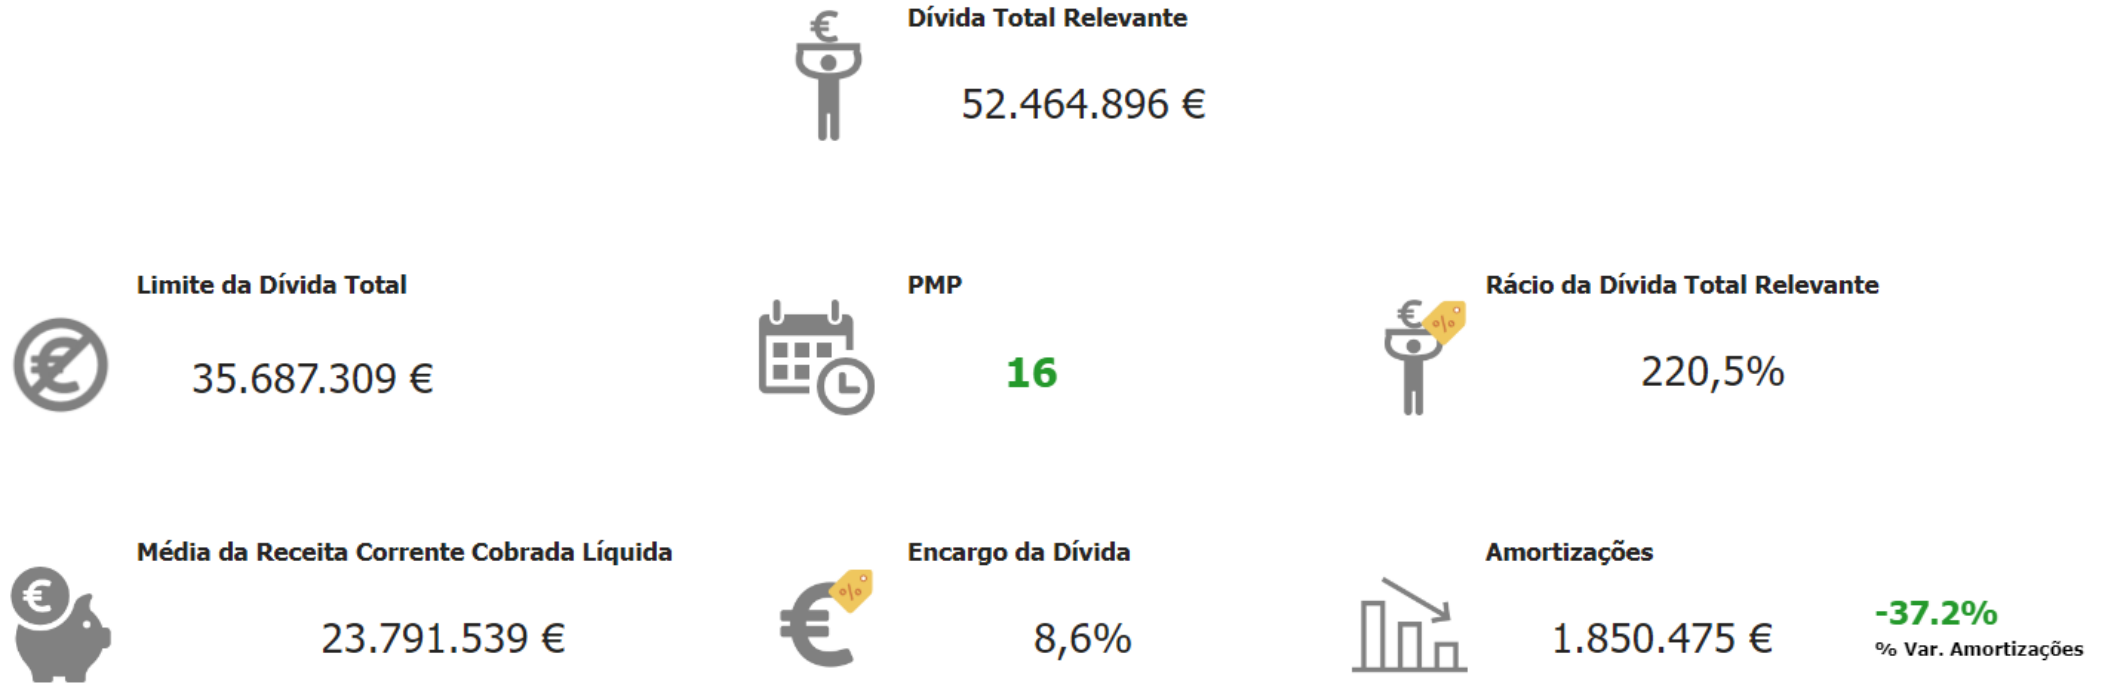 Dívida Total Relevante
52.464.896 €
Limite da Dívida Total
35.687.309 €
PMP
16
Rácio da Dívida Total Relevante
220,5%
Média da Receita Corrente Cobrada Líquida
23.791.539 €
Encargo da Dívida
8,6%
Amortizações
1.850.475 €
-37.2%
% Var. Amortizações